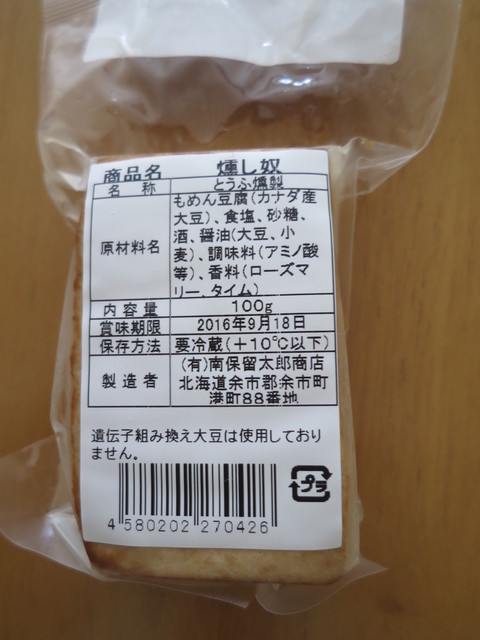 商品名 燻し奴
名称 とうふ燻製
原材料名 もめん豆腐(カナダ産
大豆)、食塩、砂糖、
酒、醤油(大豆、小
麦)、調味料(アミノ酸
等)、香料(ローズマ
リー、タイム)
内容量 100g
賞味期限 2016年9月18日
保存方法 要冷蔵(+10℃以下)
製造者 (有)南保留太郎商店
北海道余市郡余市町
港町88番地
遺伝子組み換え大豆は使用しており
ません。
プラ
4 580202 270426